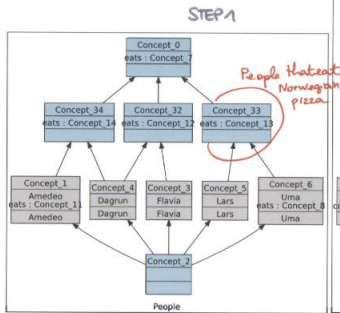 STEP 1
Concept_0
eats : Concept_7
People that eat
Norwegian
pizza
Concept_34
eats : Concept_14
Concept_32
eats : Concept_12
Concept_33
eats : Concept_13
Concept_1
Amedeo
eats : Concept_11
Amedeo
Concept_4
Dagrun
Dagrun
Concept_3
Flavia
Flavia
Concept_5
Lars
Lars
Concept_6
Uma
eats : Concept_8
Uma
Concept_2
People